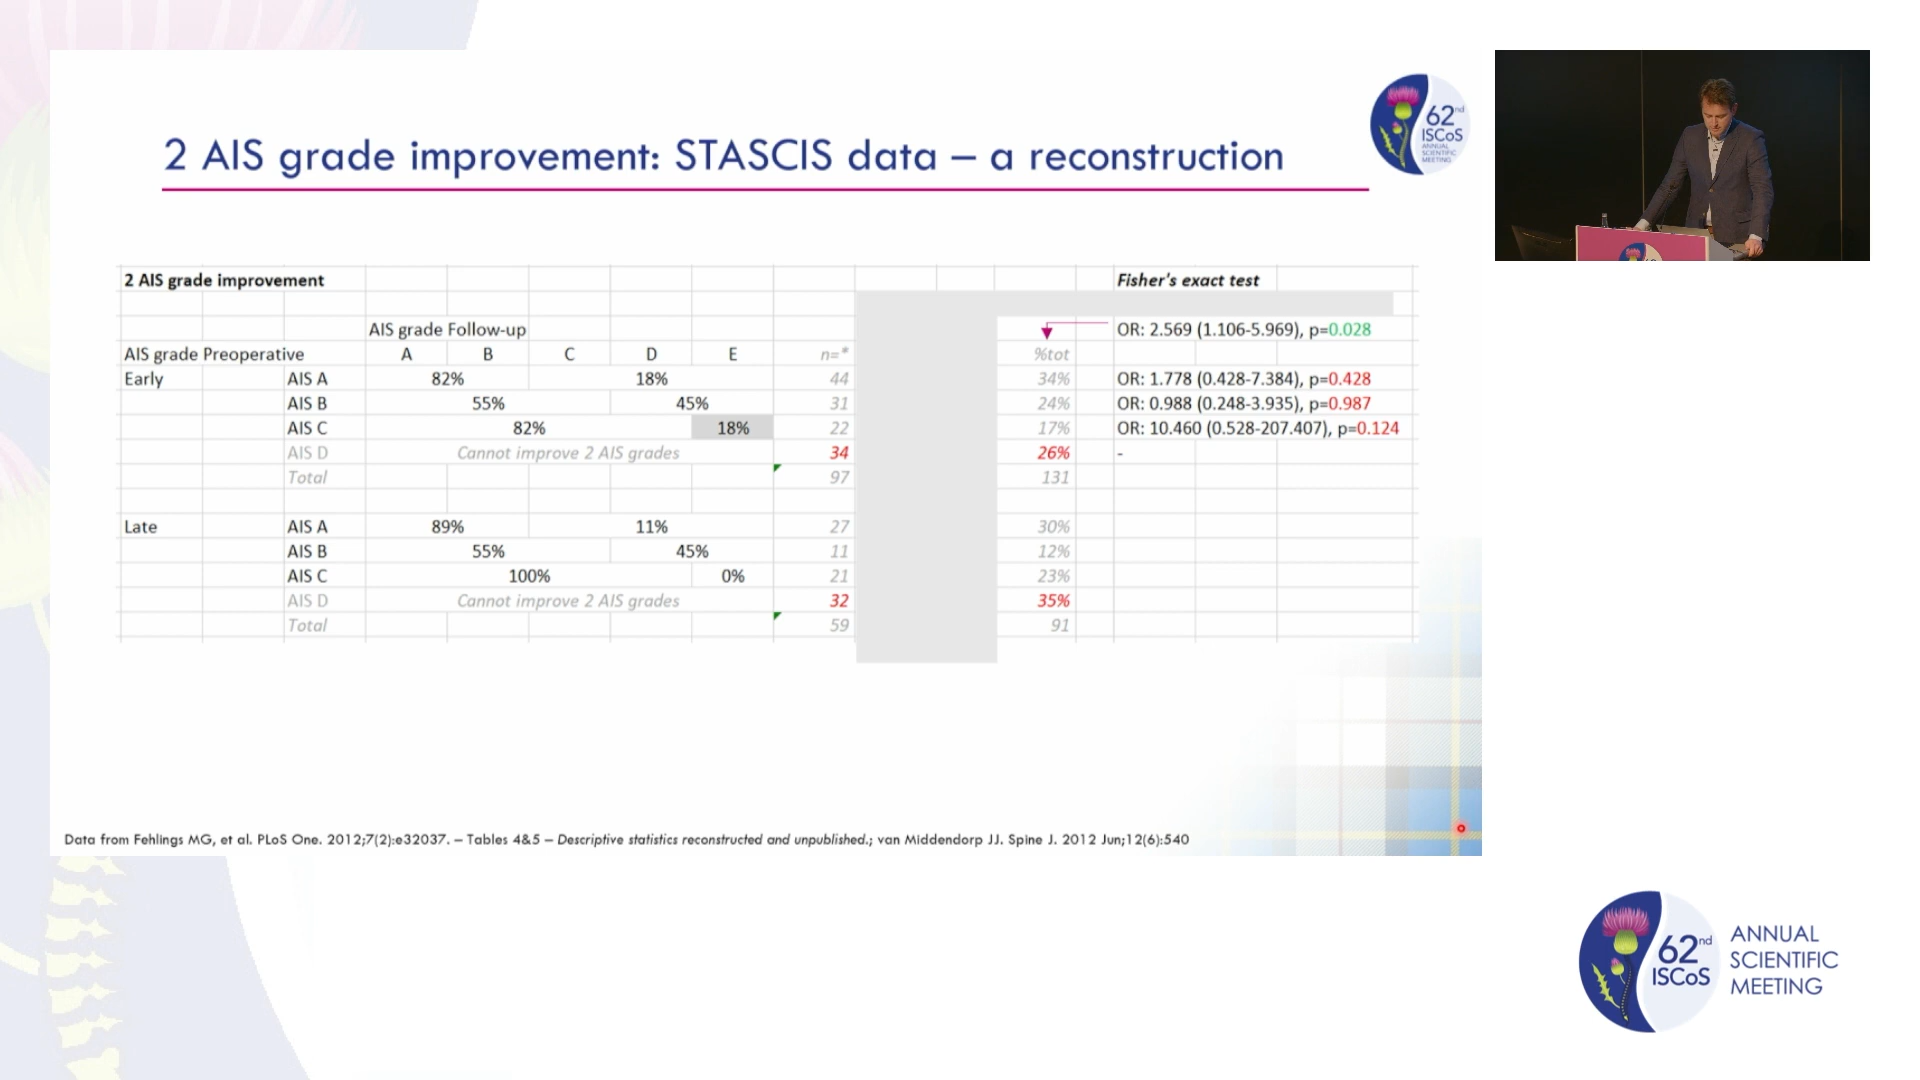 2 AIS grade improvement: STASCIS data – a reconstruction
62nd
ISCoS
ANNUAL
SCIENTIFIC
MEETING
2 AIS grade improvement Fisher's exact test
AIS grade Follow-up OR: 2.569 (1.106-5.969), p=0.028
AIS grade Preoperative A B C D E n=* %tot
Early AIS A 82% 18% 44 34% OR: 1.778 (0.428-7.384), p=0.428
AIS B 55% 45% 31 24% OR: 0.988 (0.248-3.935), p=0.987
AIS C 82% 18% 22 17% OR: 10.460 (0.528-207.407), p=0.124
AIS D Cannot improve 2 AIS grades 34 26% -
Total 97 131
Late AIS A 89% 11% 27 30%
AIS B 55% 45% 11 12%
AIS C 100% 0% 21 23%
AIS D Cannot improve 2 AIS grades 32 35%
Total 59 91
Data from Fehlings MG, et al. PLoS One. 2012;7(2):e32037. – Tables 4&5 – Descriptive statistics reconstructed and unpublished.; van Middendorp JJ. Spine J. 2012 Jun;12(6):540
62nd
ISCoS
ANNUAL
SCIENTIFIC
MEETING